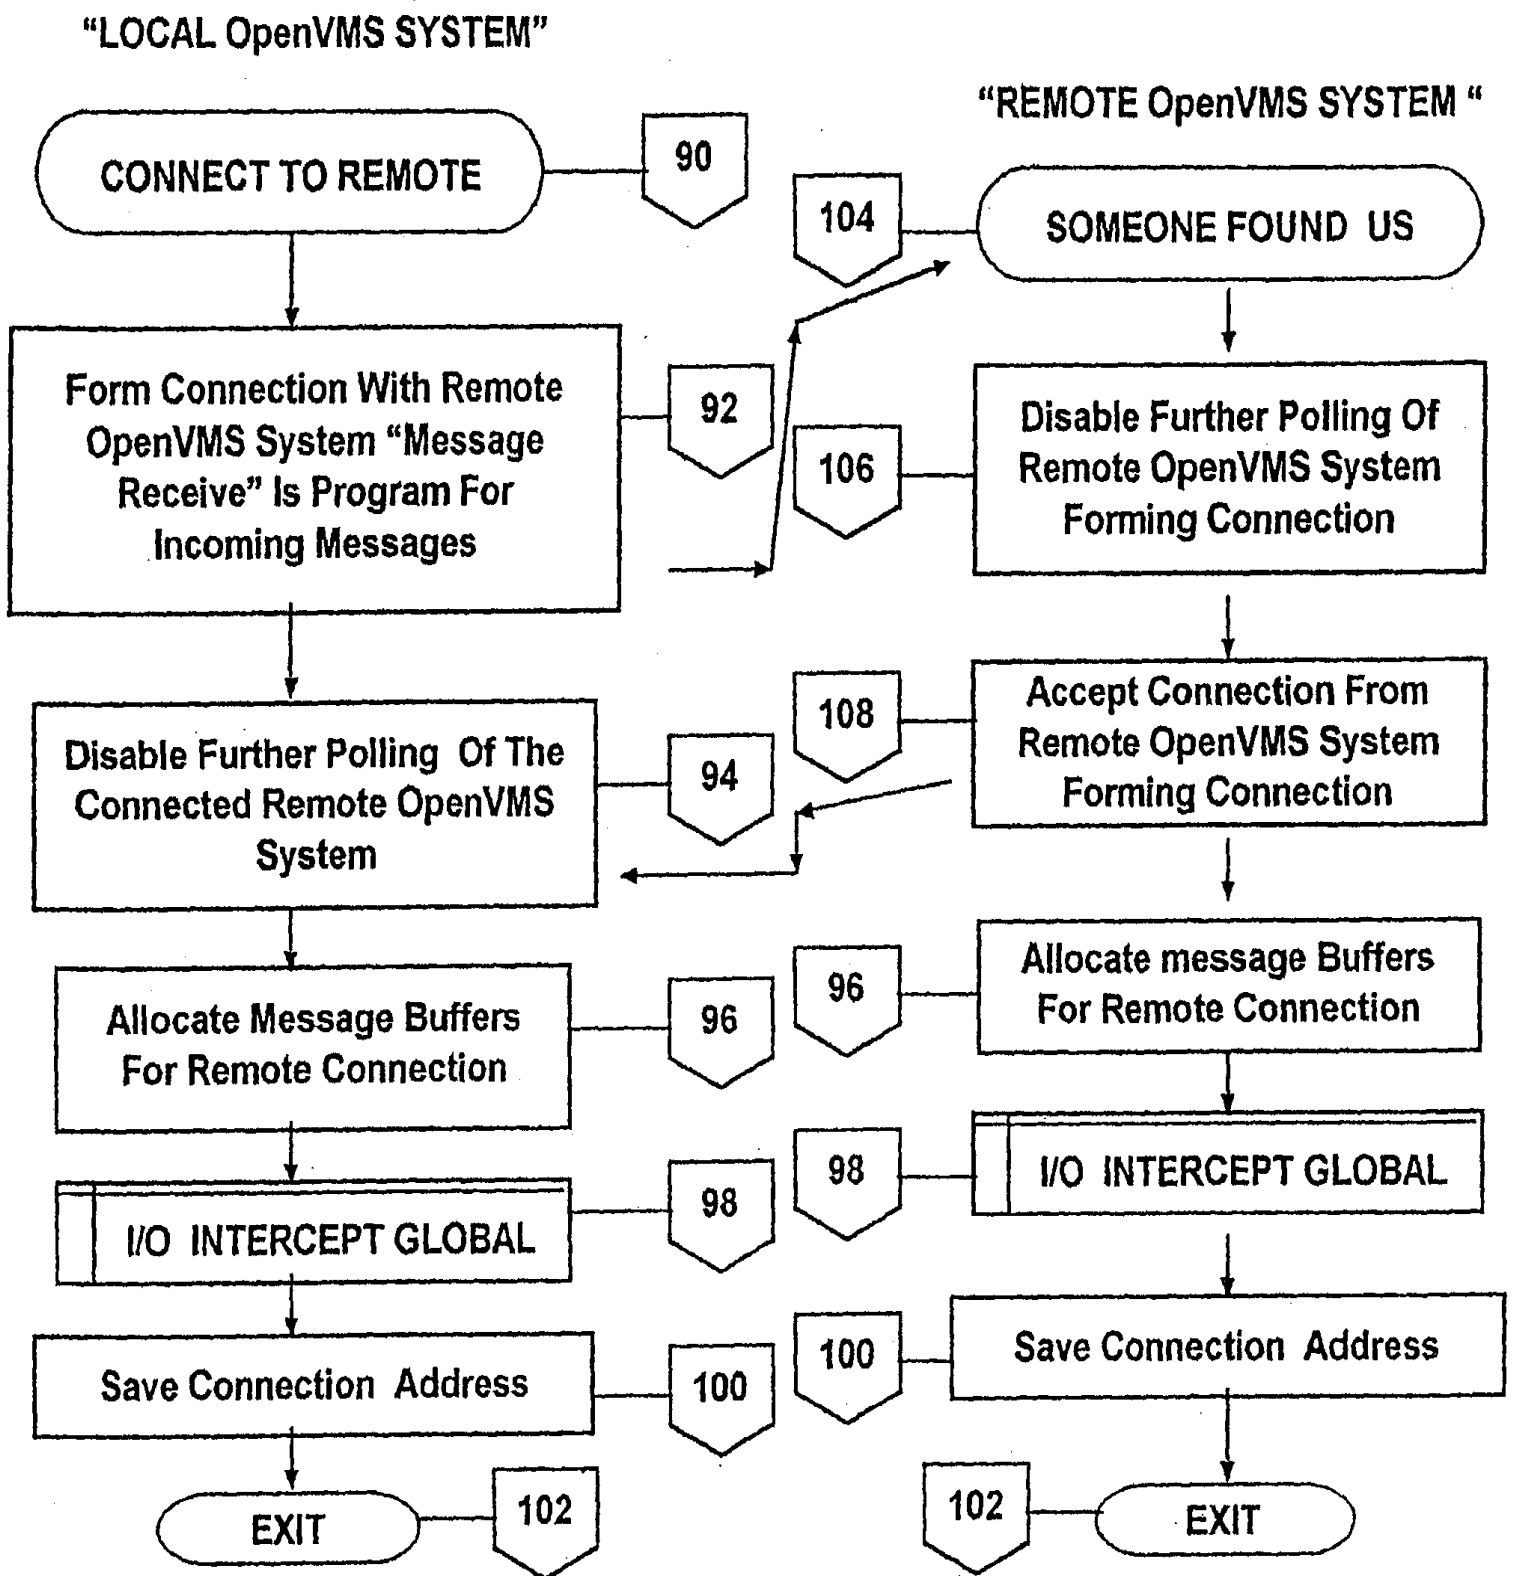 “LOCAL OpenVMS SYSTEM”
CONNECT TO REMOTE
90
Form Connection With Remote
OpenVMS System “Message
Receive” Is Program For
Incoming Messages
92
Disable Further Polling Of The
Connected Remote OpenVMS
System
94
Allocate Message Buffers
For Remote Connection
96
I/O INTERCEPT GLOBAL
98
Save Connection Address
100
EXIT
102
“REMOTE OpenVMS SYSTEM “
104
SOMEONE FOUND US
106
Disable Further Polling Of
Remote OpenVMS System
Forming Connection
108
Accept Connection From
Remote OpenVMS System
Forming Connection
96
Allocate message Buffers
For Remote Connection
98
I/O INTERCEPT GLOBAL
100
Save Connection Address
102
EXIT